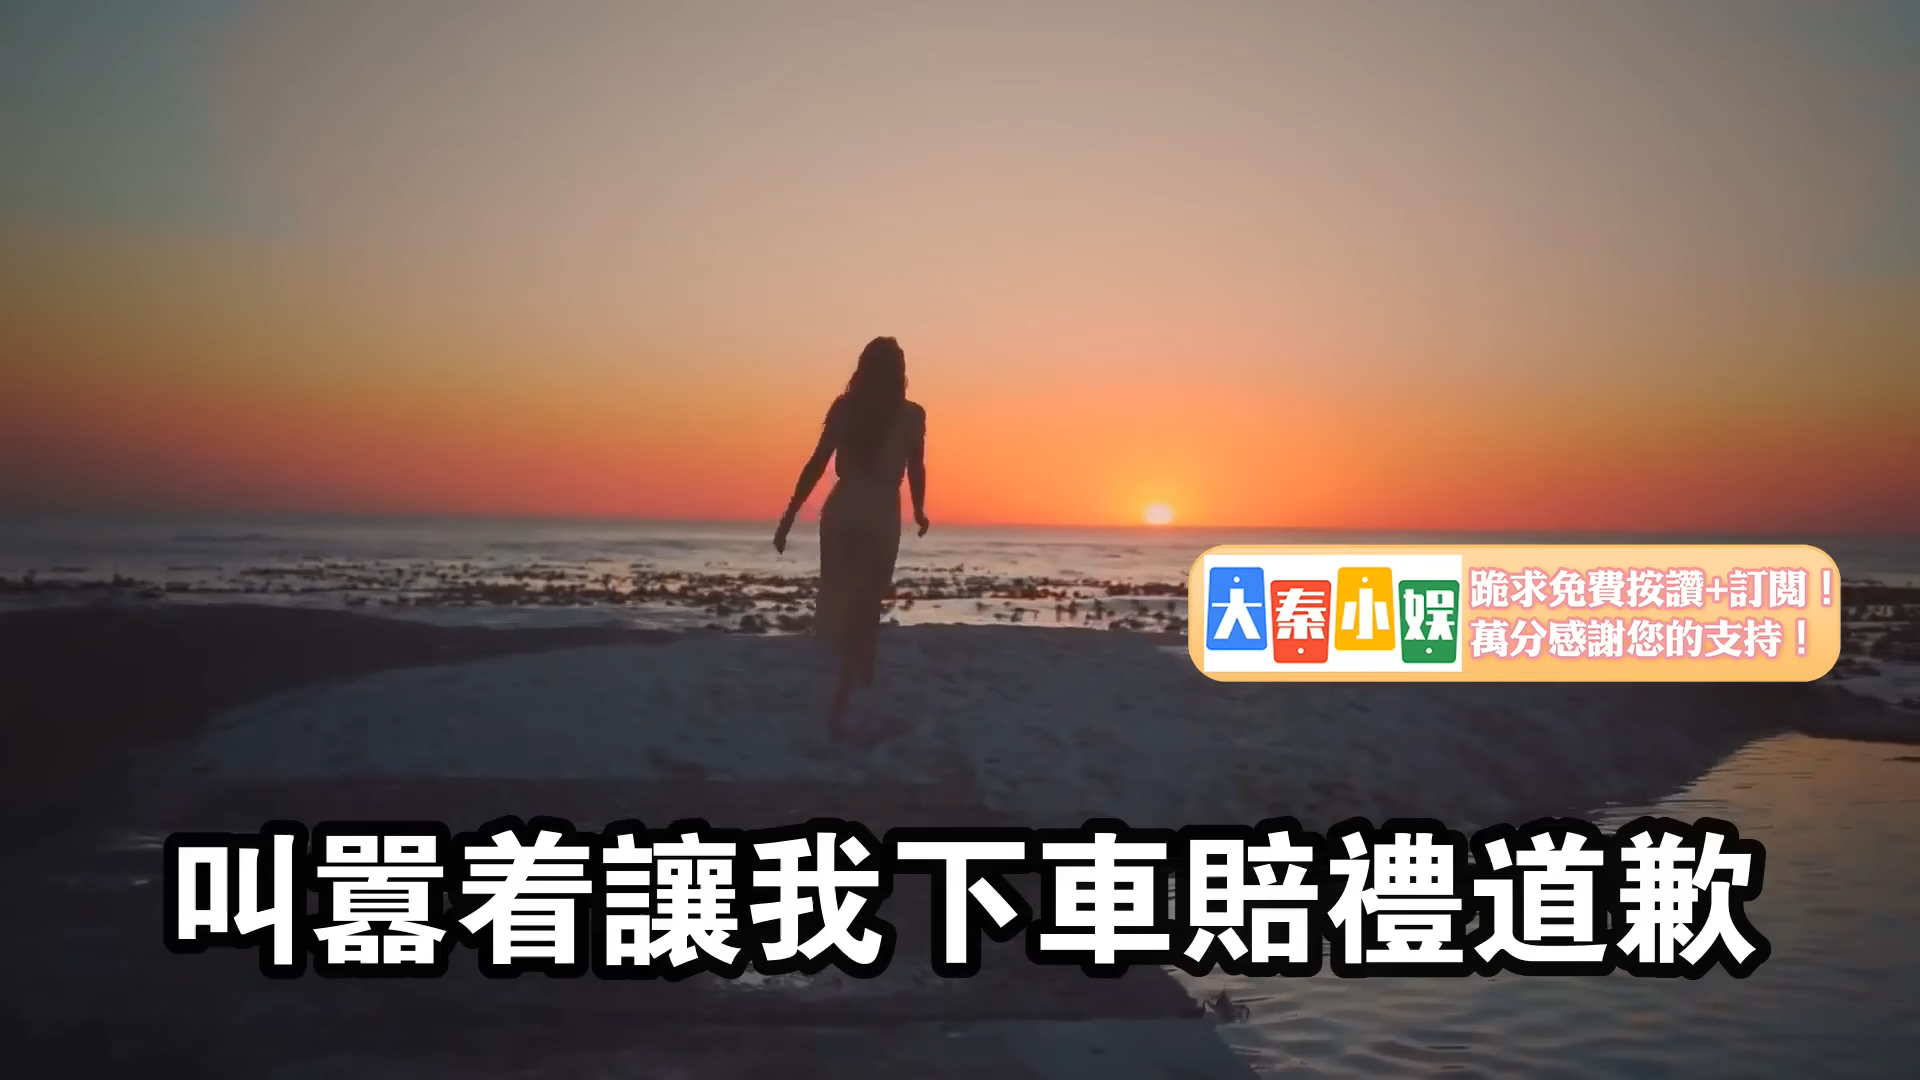 大秦小娱
跪求免費按讚+訂閱！
萬分感謝您的支持！
叫囂着讓我下車賠禮道歉